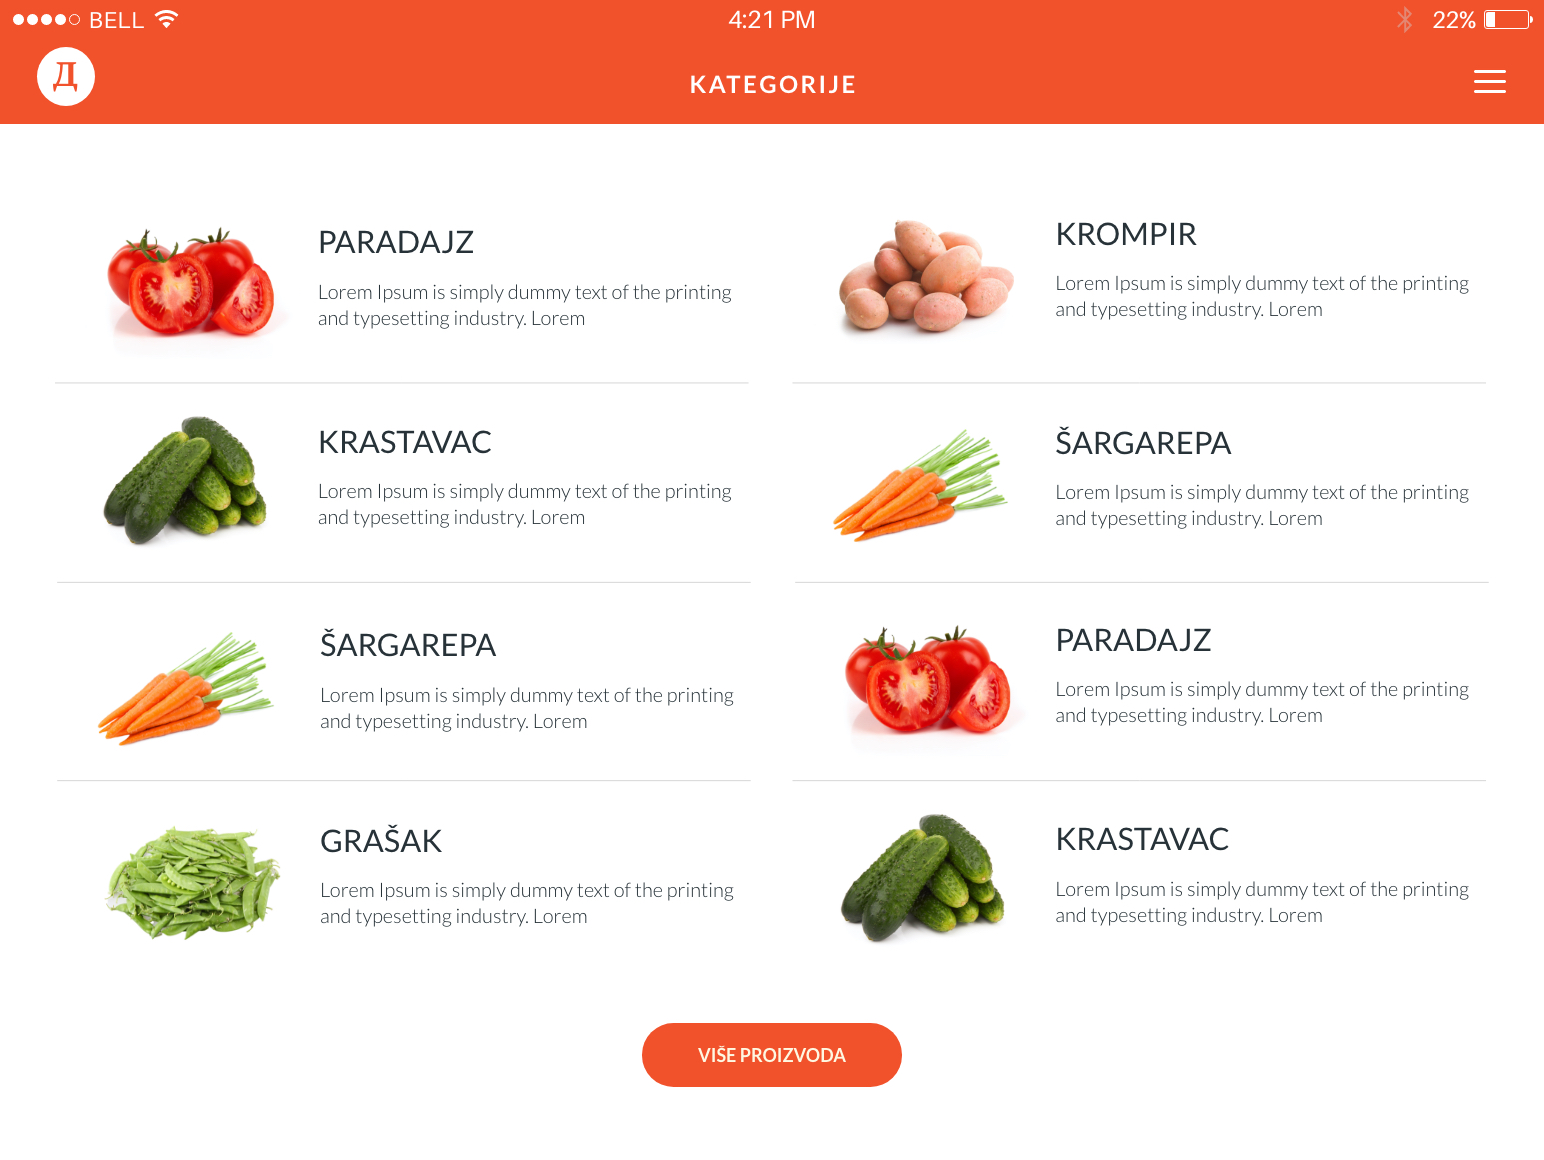 BELL
4:21 PM
22%
Д
KATEGORIJE
PARADAJZ
Lorem Ipsum is simply dummy text of the printing
and typesetting industry. Lorem
KROMPIR
Lorem Ipsum is simply dummy text of the printing
and typesetting industry. Lorem
KRASTAVAC
Lorem Ipsum is simply dummy text of the printing
and typesetting industry. Lorem
ŠARGAREPA
Lorem Ipsum is simply dummy text of the printing
and typesetting industry. Lorem
ŠARGAREPA
Lorem Ipsum is simply dummy text of the printing
and typesetting industry. Lorem
PARADAJZ
Lorem Ipsum is simply dummy text of the printing
and typesetting industry. Lorem
GRAŠAK
Lorem Ipsum is simply dummy text of the printing
and typesetting industry. Lorem
KRASTAVAC
Lorem Ipsum is simply dummy text of the printing
and typesetting industry. Lorem
VIŠE PROIZVODA